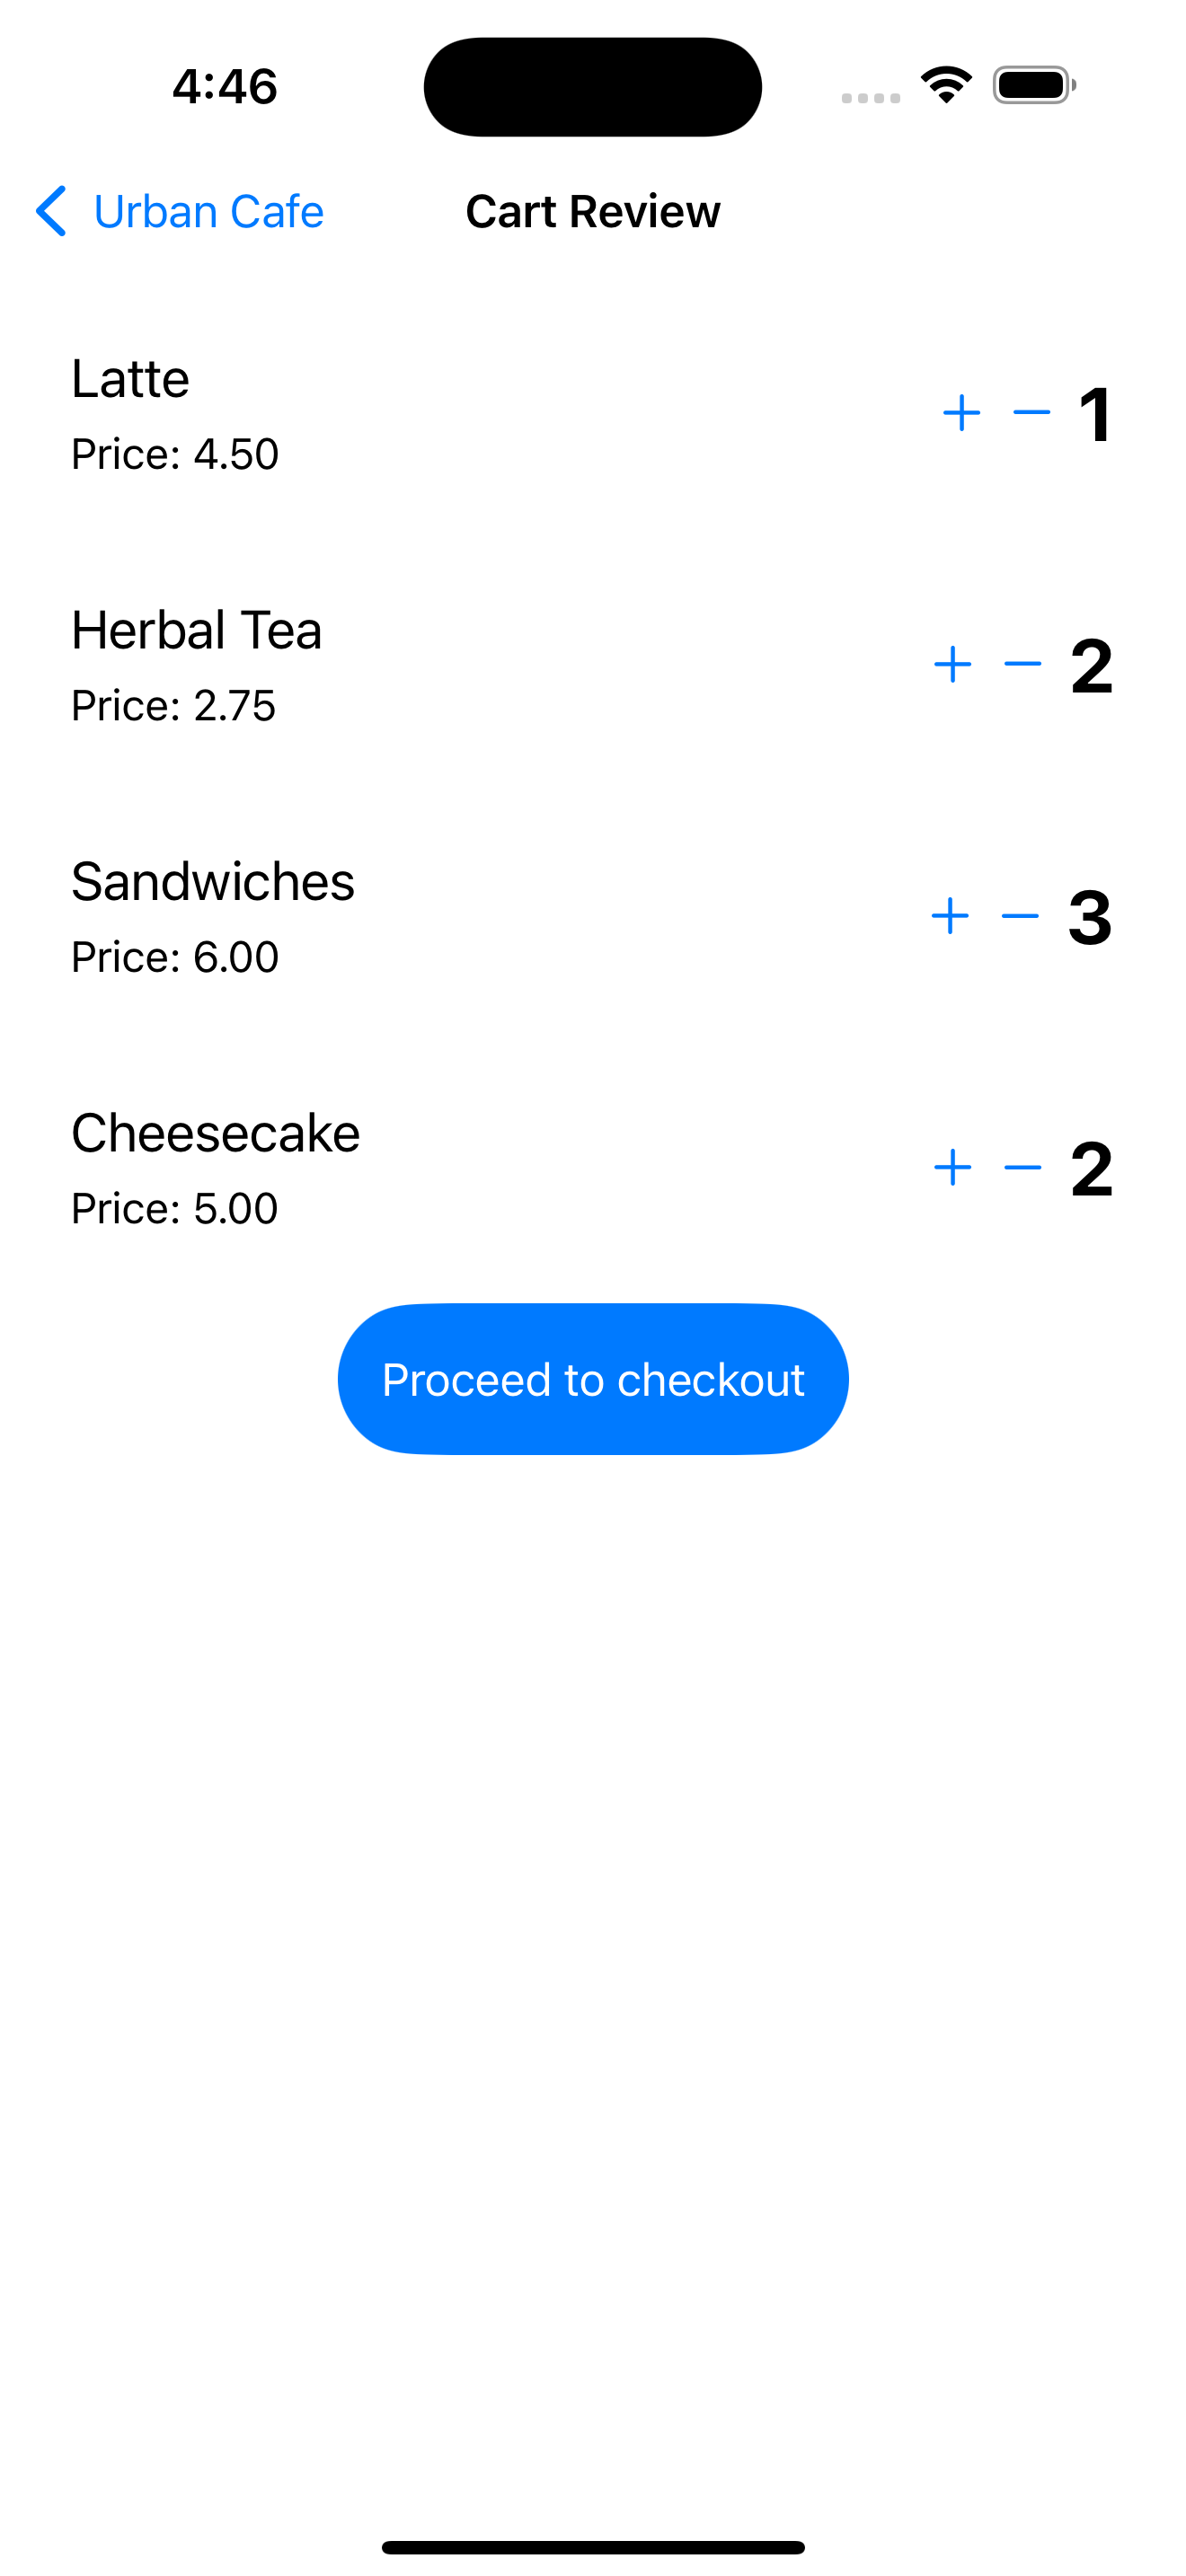 4:46
Urban Cafe
Cart Review
Latte
Price: 4.50
1
Herbal Tea
Price: 2.75
2
Sandwiches
Price: 6.00
3
Cheesecake
Price: 5.00
2
Proceed to checkout